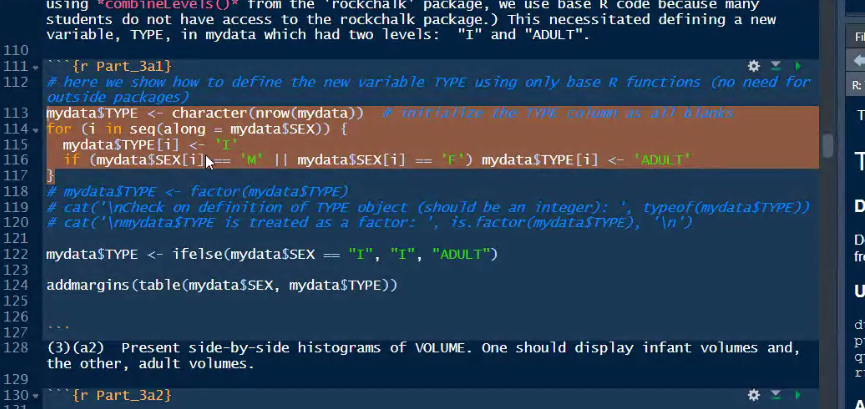 using *combineLevels()* from the 'rockchalk' package, we use base R code because many
students do not have access to the rockchalk package.) This necessitated defining a new
variable, TYPE, in mydata which had two levels:  "I" and "ADULT".
110
111 ```{r Part_3a1}
112 # here we show how to define the new variable TYPE using only base R functions (no need for
outside packages)
113 mydata$TYPE <- character(nrow(mydata))  # initialize the TYPE column as all blanks
114 for (i in seq(along = mydata$SEX)) {
115   mydata$TYPE[i] <- 'I'
116   if (mydata$SEX[i] == 'M' || mydata$SEX[i] == 'F') mydata$TYPE[i] <- 'ADULT'
117 }
118 # mydata$TYPE <- factor(mydata$TYPE)
119 # cat('\nCheck on definition of TYPE object (should be an integer): ', typeof(mydata$TYPE))
120 # cat('\nmydata$TYPE is treated as a factor: ', is.factor(mydata$TYPE), '\n')
121
122 mydata$TYPE <- ifelse(mydata$SEX == "I", "I", "ADULT")
123
124 addmargins(table(mydata$SEX, mydata$TYPE))
125
126
127 ```
128 (3)(a2)  Present side-by-side histograms of VOLUME. One should display infant volumes and,
the other, adult volumes.
129
130 ```{r Part_3a2}
Fil
R:
T
D
D
fr
U
d
p
q
r
A